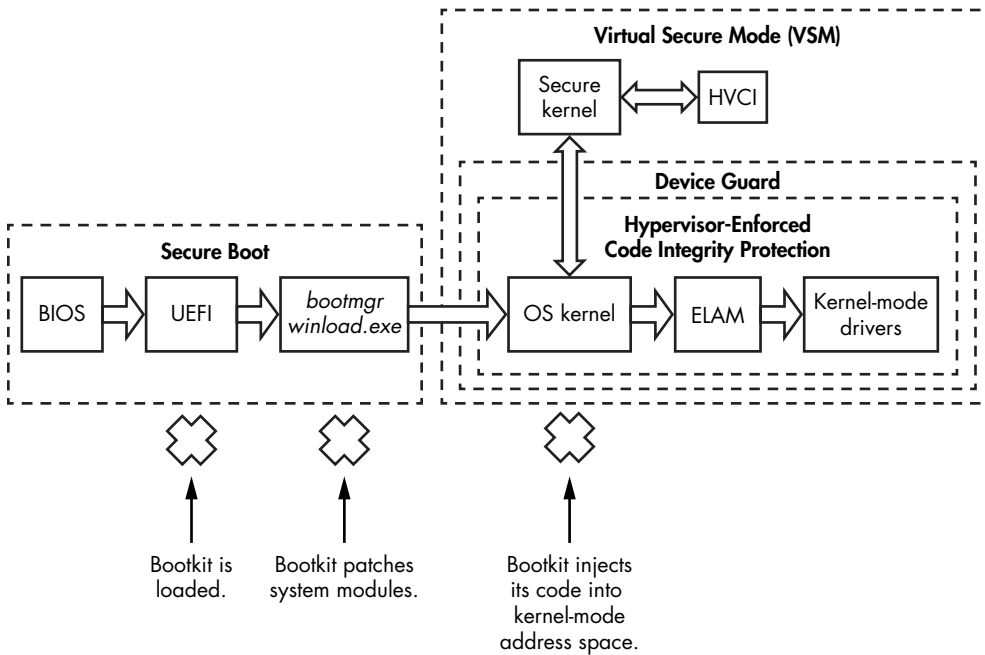 Virtual Secure Mode (VSM)
Secure
kernel
HVCI
Device Guard
Hypervisor-Enforced
Code Integrity Protection
Secure Boot
BIOS
UEFI
bootmgr
winload.exe
OS kernel
ELAM
Kernel-mode
drivers
Bootkit is
loaded.
Bootkit patches
system modules.
Bootkit injects
its code into
kernel-mode
address space.